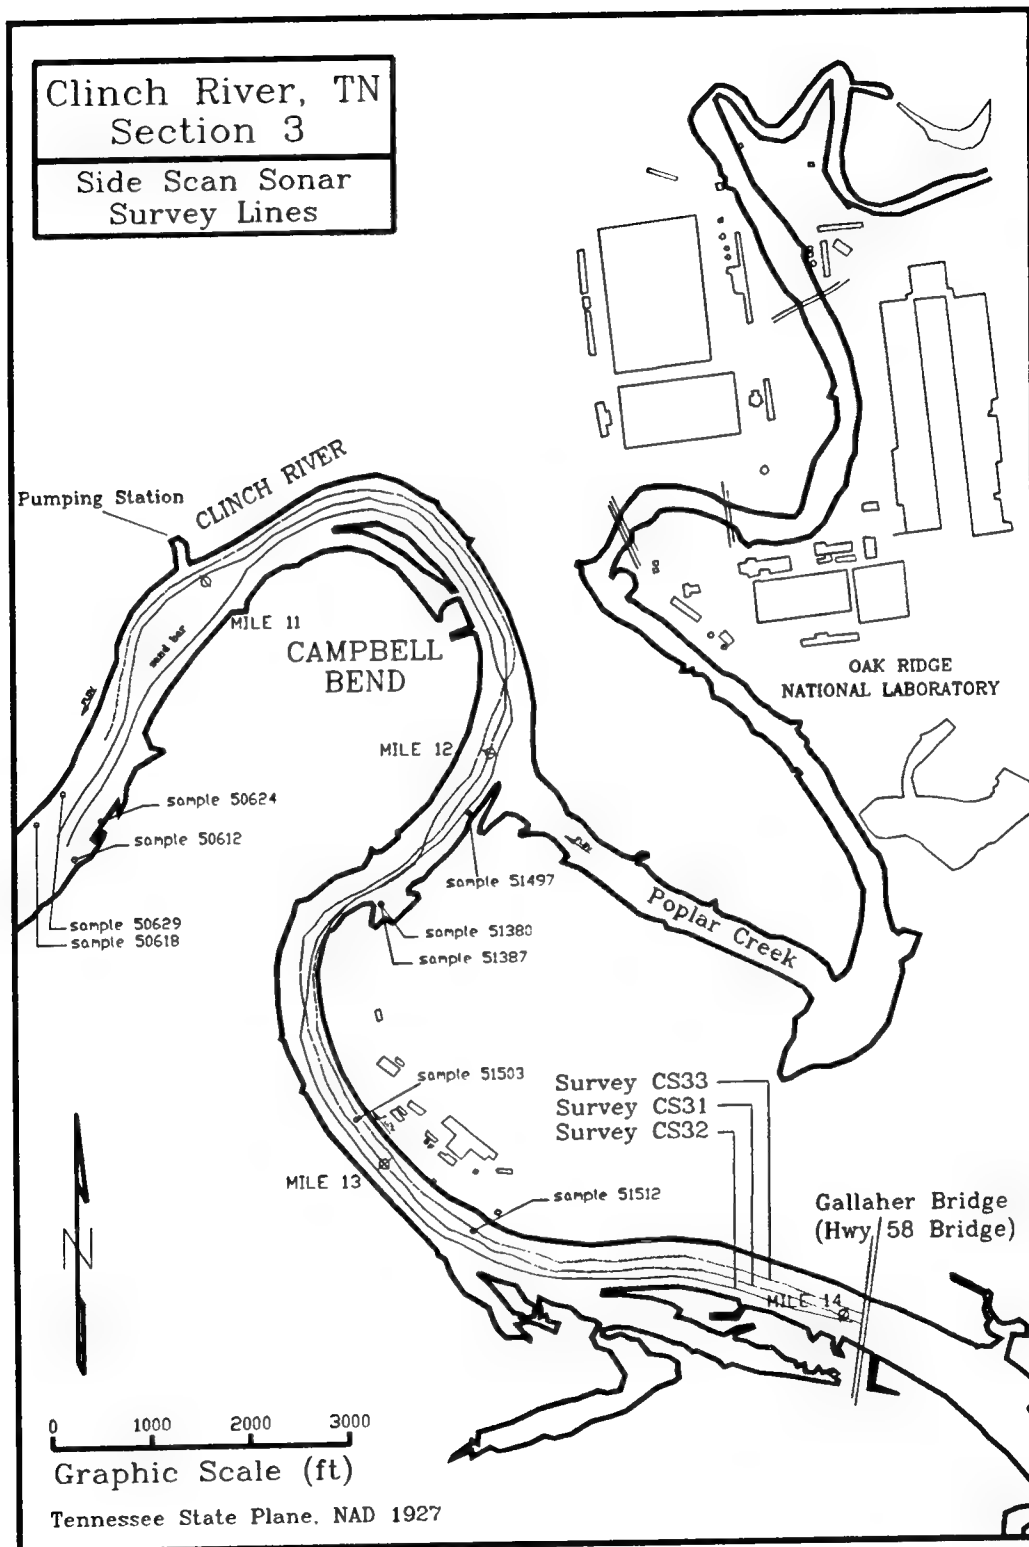 Clinch River, TN
Section 3
Side Scan Sonar
Survey Lines
CLINCH RIVER
Pumping Station
MILE 11
CAMPBELL
BEND
OAK RIDGE
NATIONAL LABORATORY
MILE 12
sample 50624
sample 50612
sample 50629
sample 50618
sample 51497
sample 51380
sample 51387
Poplar Creek
sample 51503
Survey CS33
Survey CS31
Survey CS32
MILE 13
sample 51512
Gallaher Bridge
(Hwy 58 Bridge)
MILE 14
N
0 1000 2000 3000
Graphic Scale (ft)
Tennessee State Plane, NAD 1927